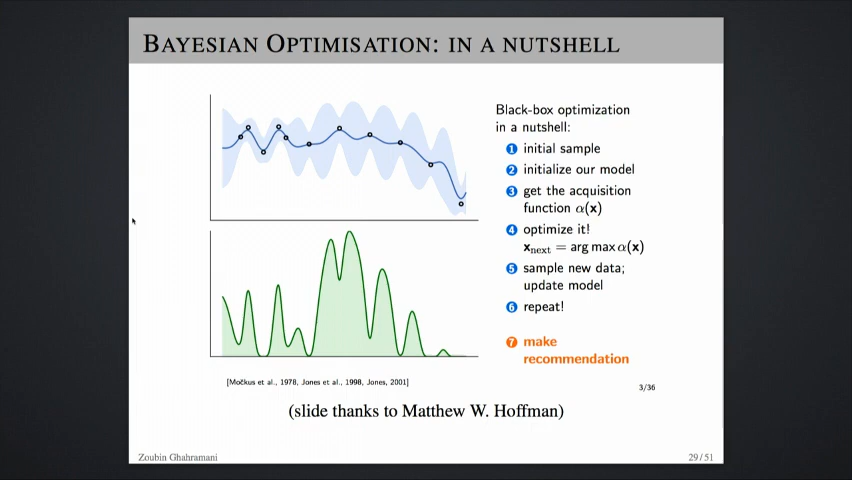 BAYESIAN OPTIMISATION: IN A NUTSHELL
Black-box optimization
in a nutshell:
1 initial sample
2 initialize our model
3 get the acquisition
function α(x)
4 optimize it!
xnext = arg max α(x)
5 sample new data;
update model
6 repeat!
7 make
recommendation
[Močkus et al., 1978, Jones et al., 1998, Jones, 2001]
3/36
(slide thanks to Matthew W. Hoffman)
Zoubin Ghahramani
29 / 51